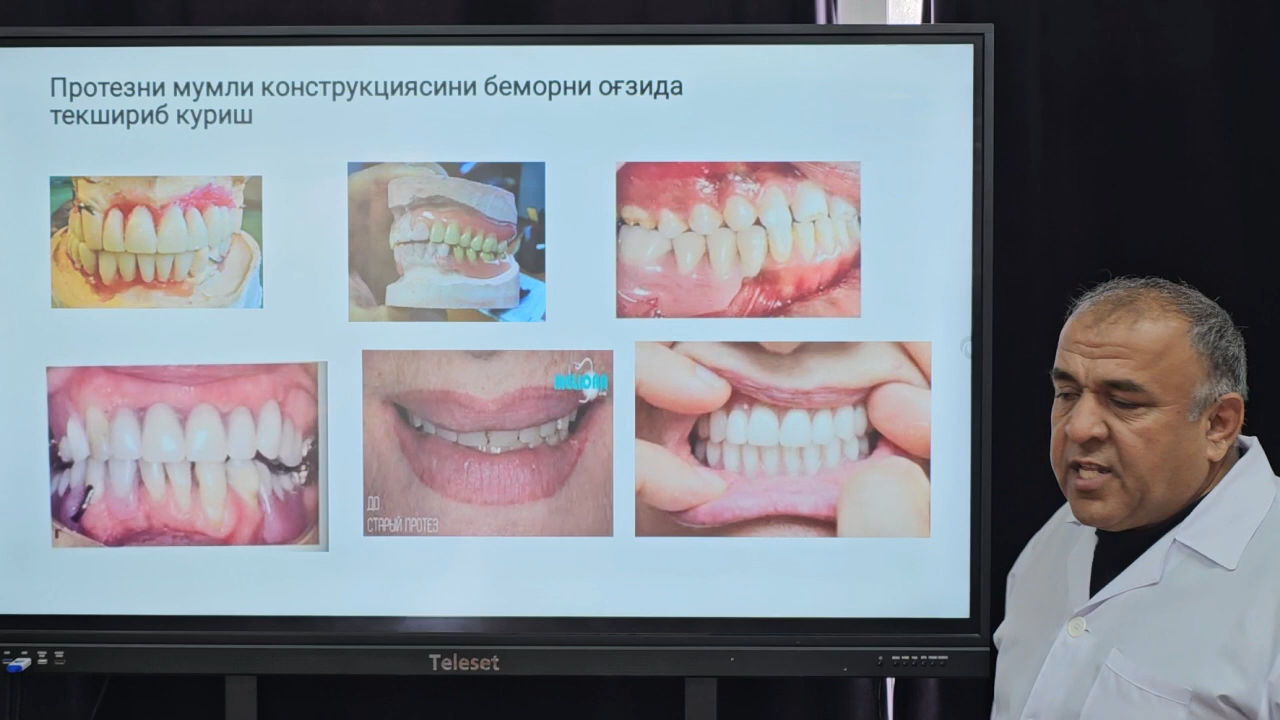 Протезни мумли конструкциясини беморни оғзида
текшириб куриш
ДО
СТАРЫЙ ПРОТЕЗ
Teleset